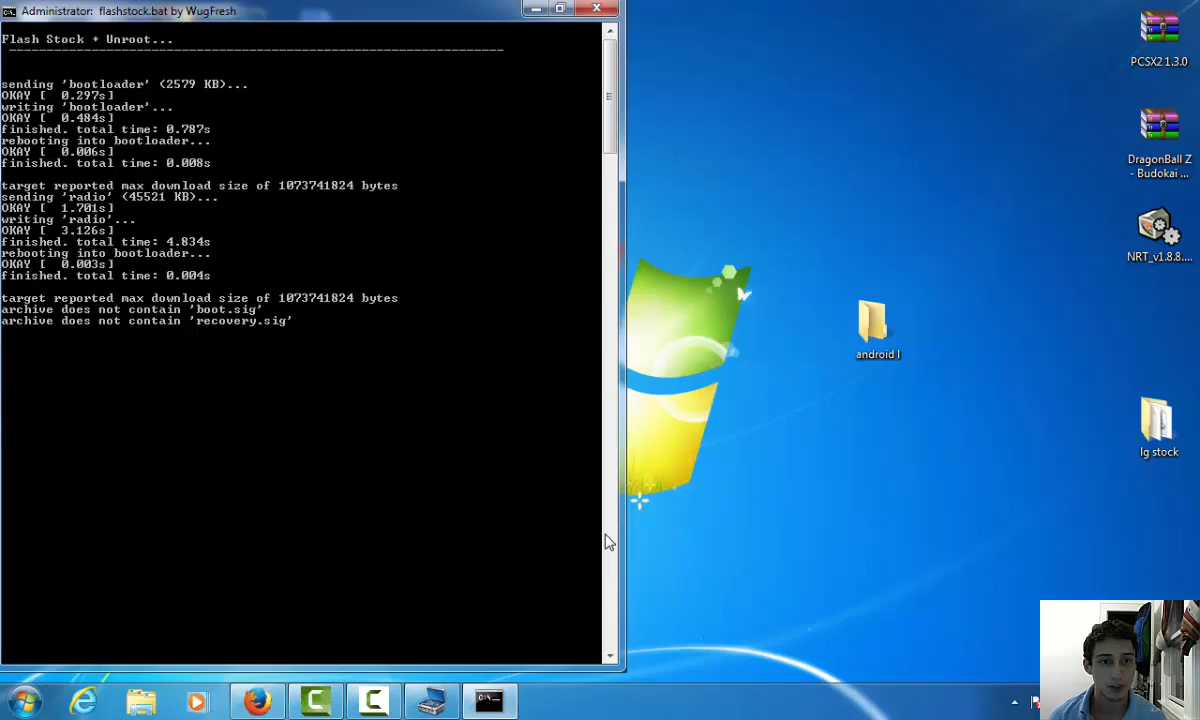 Administrator: flashstock.bat by WugFresh
Flash Stock + Unroot...
sending 'bootloader' (2579 KB)...
OKAY [  0.297s]
writing 'bootloader'...
OKAY [  0.484s]
finished. total time: 0.787s
rebooting into bootloader...
OKAY [  0.006s]
finished. total time: 0.008s
target reported max download size of 1073741824 bytes
sending 'radio' (45521 KB)...
OKAY [  1.701s]
writing 'radio'...
OKAY [  3.126s]
finished. total time: 4.834s
rebooting into bootloader...
OKAY [  0.003s]
finished. total time: 0.004s
target reported max download size of 1073741824 bytes
archive does not contain 'boot.sig'
archive does not contain 'recovery.sig'
PCSX2 1.3.0
DragonBall Z
- Budokai ...
NRT_v1.8.8....
android l
lg stock